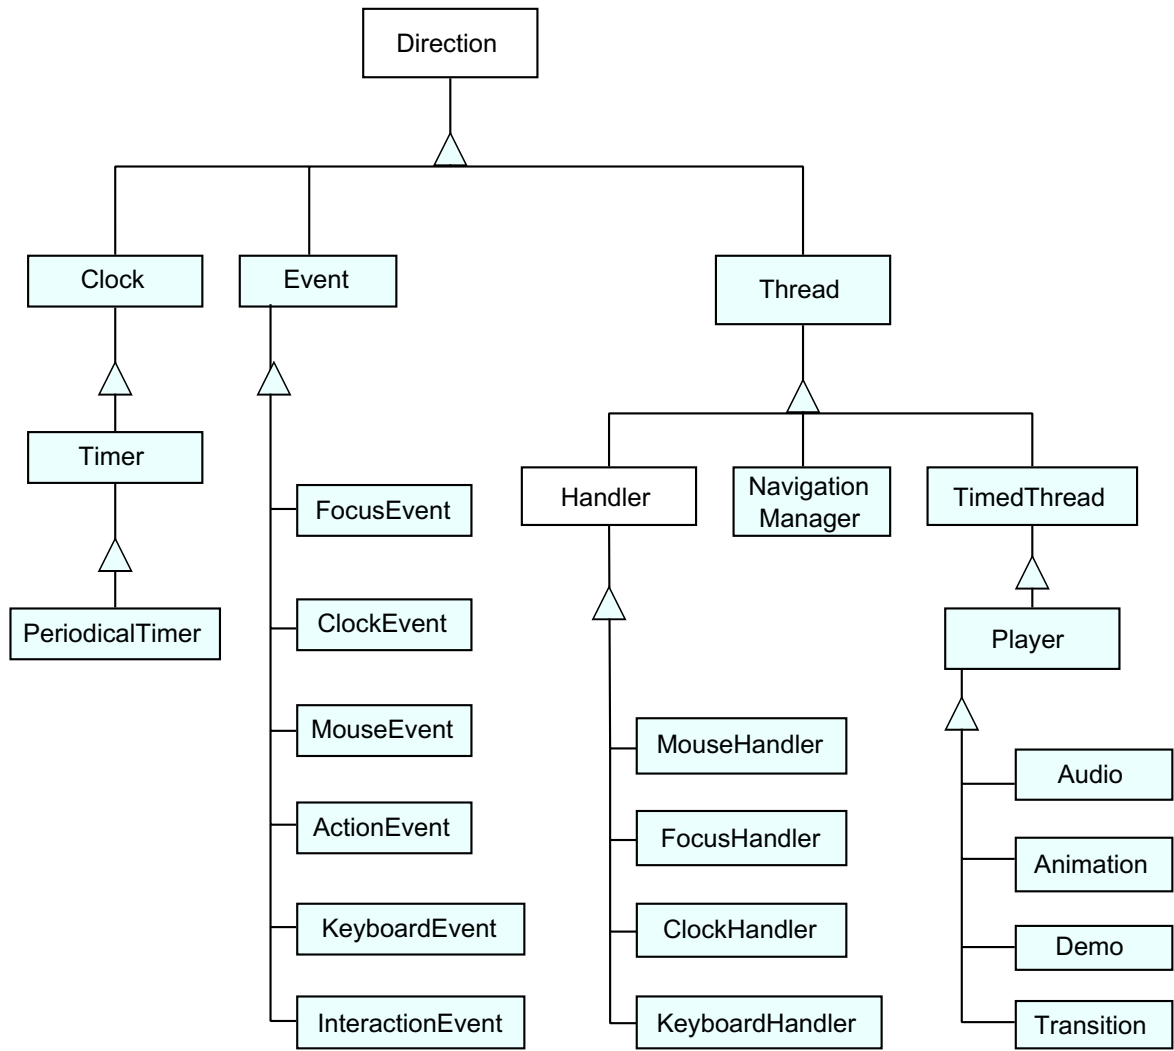 Direction
Clock
Event
Thread
Timer
Handler
Navigation
Manager
TimedThread
FocusEvent
PeriodicalTimer
ClockEvent
Player
MouseEvent
MouseHandler
Audio
ActionEvent
FocusHandler
Animation
KeyboardEvent
ClockHandler
Demo
InteractionEvent
KeyboardHandler
Transition